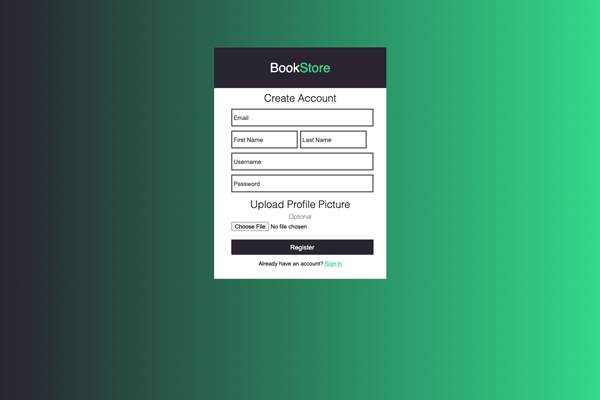 BookStore
Create Account
Email
First Name Last Name
Username
Password
Upload Profile Picture
Optional
Choose File No file chosen
Register
Already have an account? Sign in